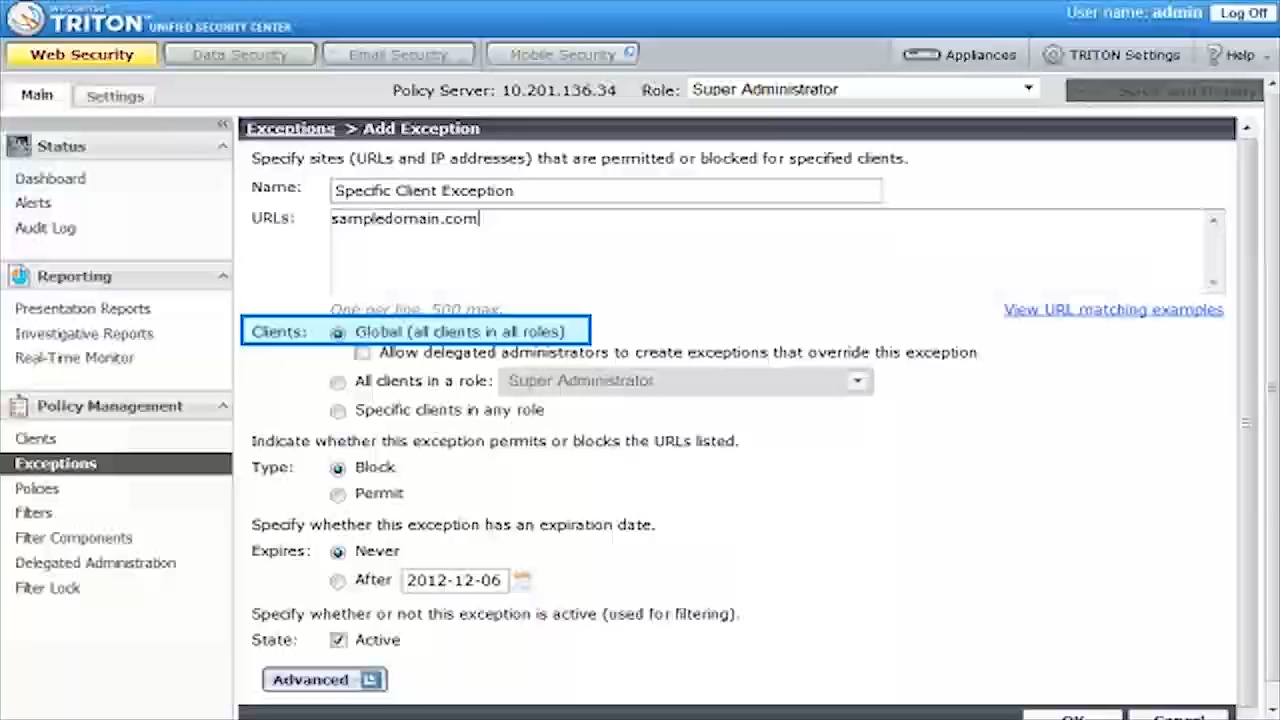 websense
TRITON™ UNIFIED SECURITY CENTER
User name: admin Log Off
Web Security Data Security Email Security Mobile Security Appliances TRITON Settings Help
Main Settings Policy Server: 10.201.136.34 Role: Super Administrator
Exceptions > Add Exception
Status
Dashboard
Alerts
Audit Log
Reporting
Presentation Reports
Investigative Reports
Real-Time Monitor
Policy Management
Clients
Exceptions
Policies
Filters
Filter Components
Delegated Administration
Filter Lock
Specify sites (URLs and IP addresses) that are permitted or blocked for specified clients.
Name: Specific Client Exception
URLs: sampledomain.com
One per line, 500 max.
View URL matching examples
Clients: Global (all clients in all roles)
Allow delegated administrators to create exceptions that override this exception
All clients in a role: Super Administrator
Specific clients in any role
Indicate whether this exception permits or blocks the URLs listed.
Type: Block
Permit
Specify whether this exception has an expiration date.
Expires: Never
After 2012-12-06
Specify whether or not this exception is active (used for filtering).
State: Active
Advanced
OK Cancel